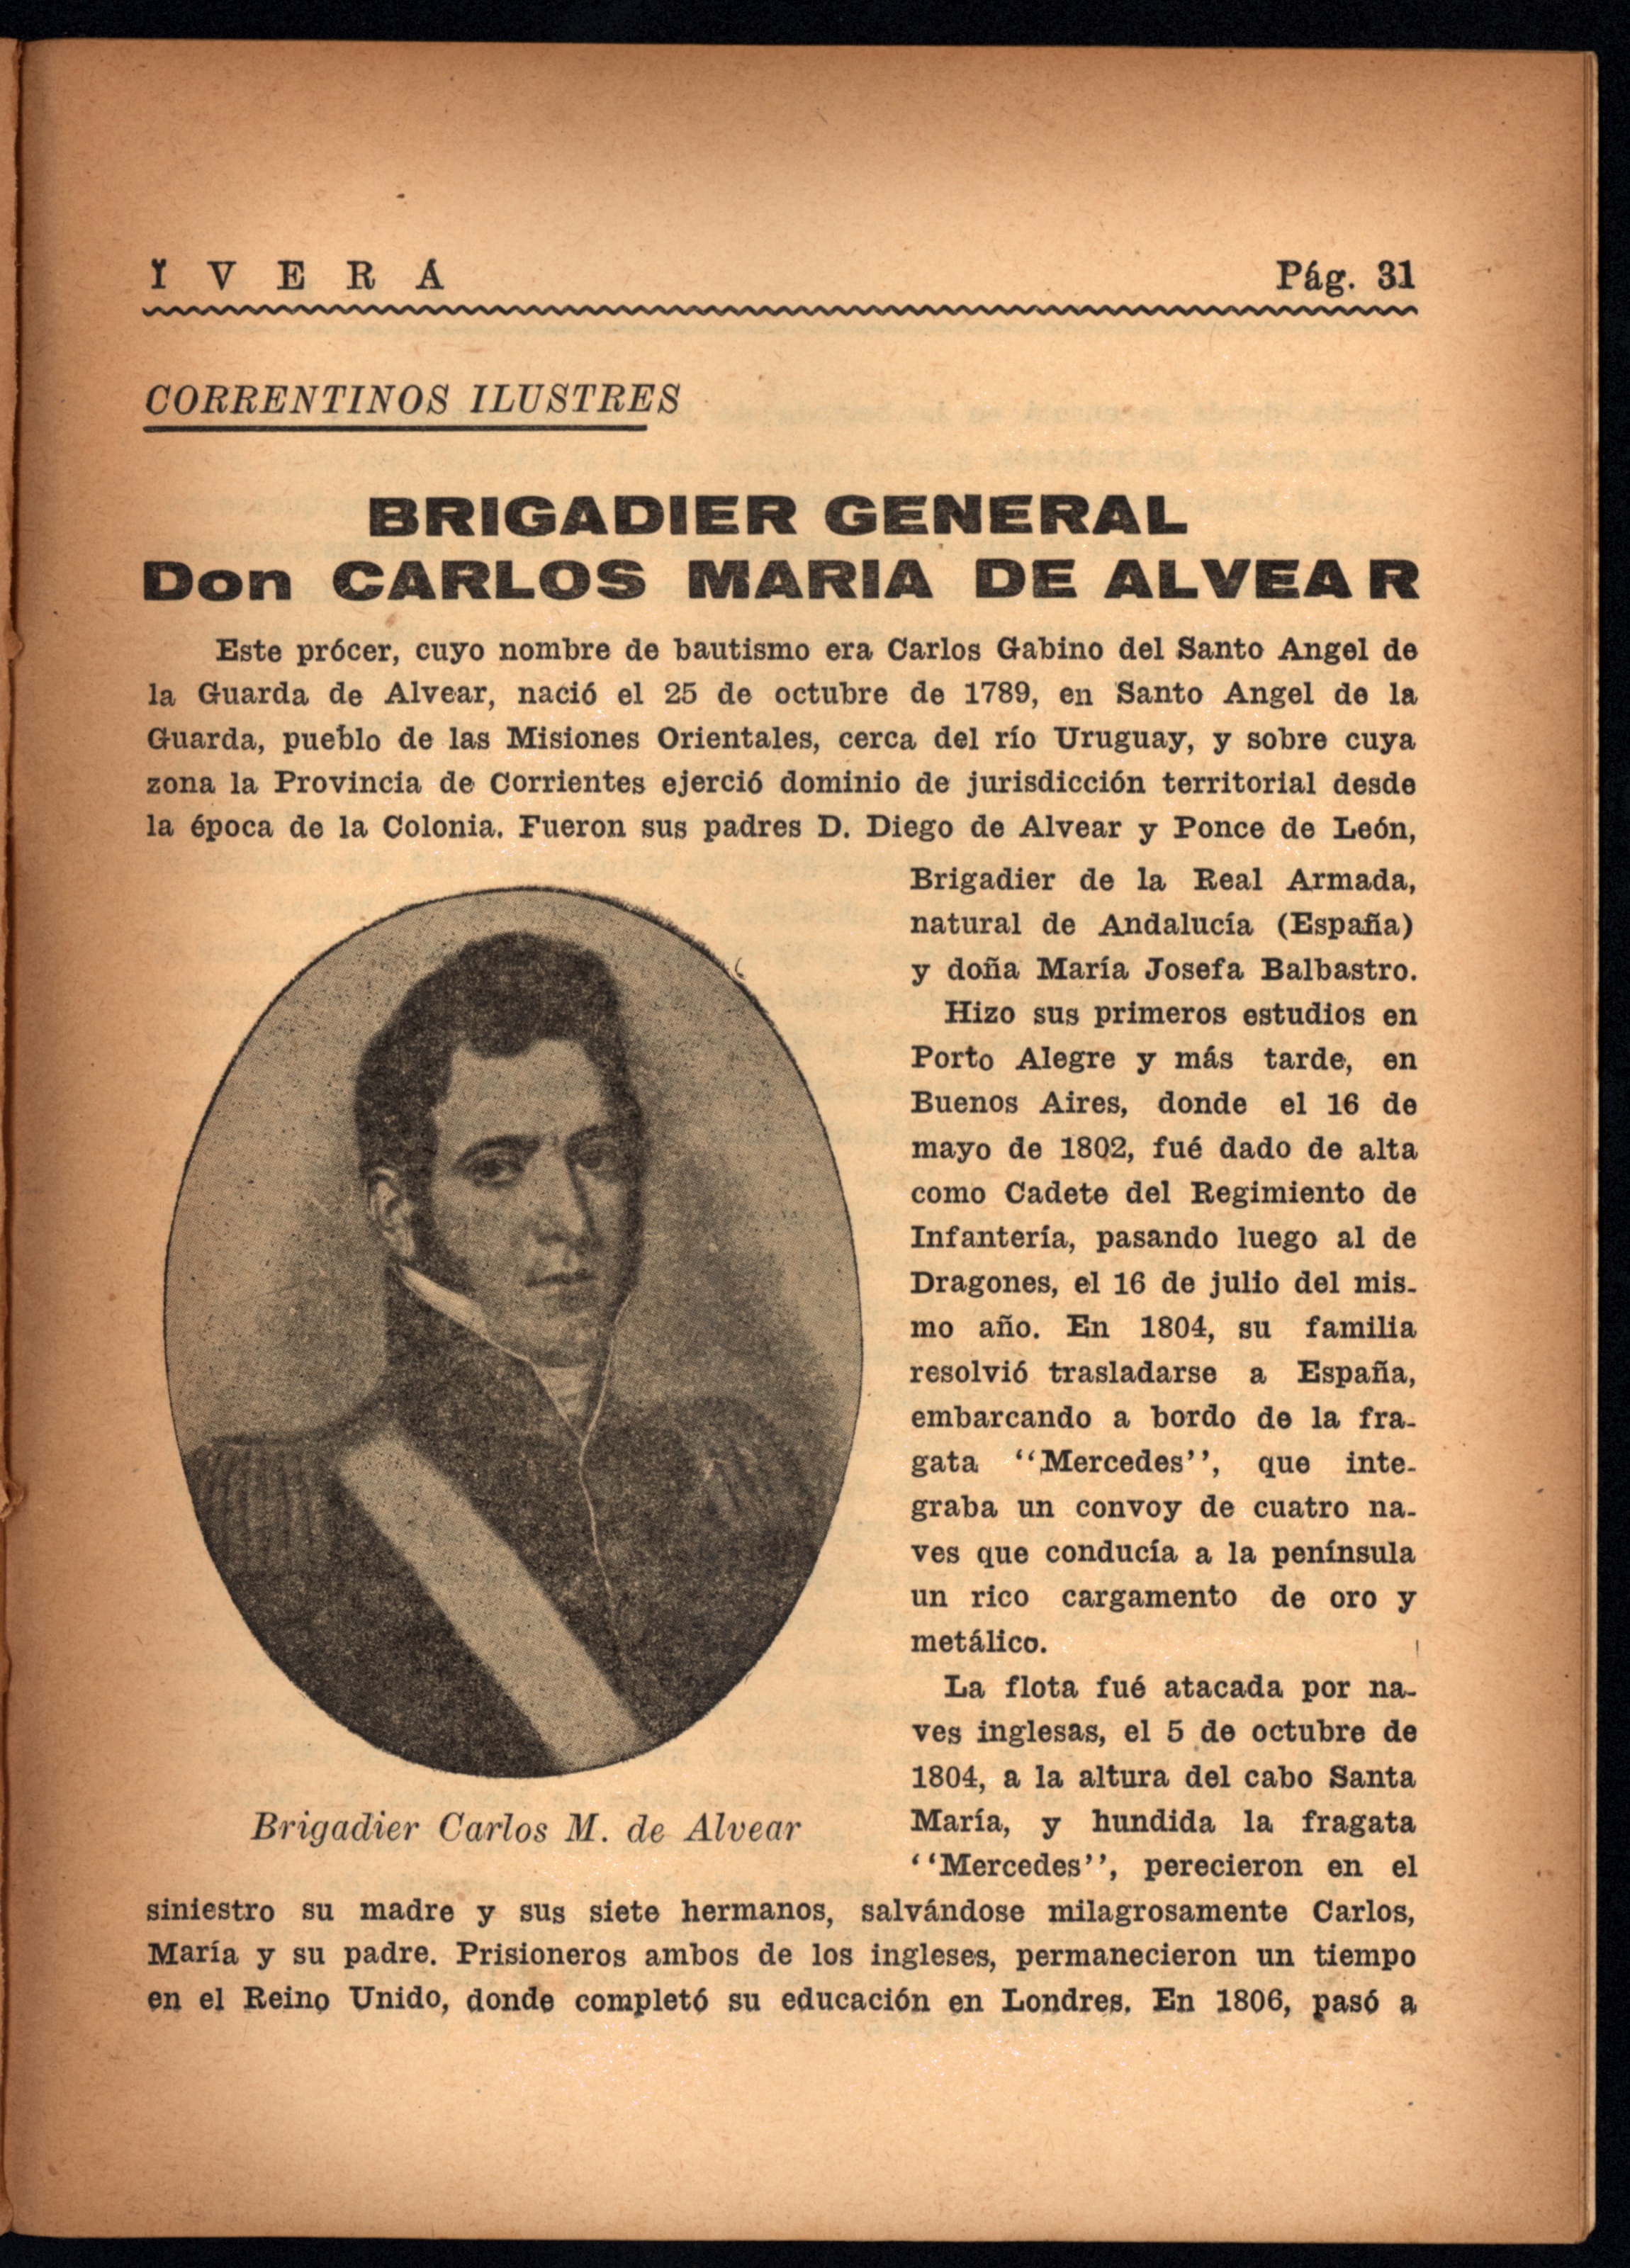 Y̌ V E R Á
Pág. 31
CORRENTINOS ILUSTRES
BRIGADIER GENERAL
Don CARLOS MARIA DE ALVEAR
Este prócer, cuyo nombre de bautismo era Carlos Gabino del Santo Angel de
la Guarda de Alvear, nació el 25 de octubre de 1789, en Santo Angel de la
Guarda, pueblo de las Misiones Orientales, cerca del río Uruguay, y sobre cuya
zona la Provincia de Corrientes ejerció dominio de jurisdicción territorial desde
la época de la Colonia. Fueron sus padres D. Diego de Alvear y Ponce de León,
Brigadier de la Real Armada,
natural de Andalucía (España)
y doña María Josefa Balbastro.
Hizo sus primeros estudios en
Porto Alegre y más tarde, en
Buenos Aires, donde el 16 de
mayo de 1802, fué dado de alta
como Cadete del Regimiento de
Infantería, pasando luego al de
Dragones, el 16 de julio del mis-
mo año. En 1804, su familia
resolvió trasladarse a España,
embarcando a bordo de la fra-
gata ‘‘Mercedes’’, que inte-
graba un convoy de cuatro na-
ves que conducía a la península
un rico cargamento de oro y
metálico.
La flota fué atacada por na-
ves inglesas, el 5 de octubre de
1804, a la altura del cabo Santa
María, y hundida la fragata
‘‘Mercedes’’, perecieron en el
Brigadier Carlos M. de Alvear
siniestro su madre y sus siete hermanos, salvándose milagrosamente Carlos,
María y su padre. Prisioneros ambos de los ingleses, permanecieron un tiempo
en el Reino Unido, donde completó su educación en Londres. En 1806, pasó a